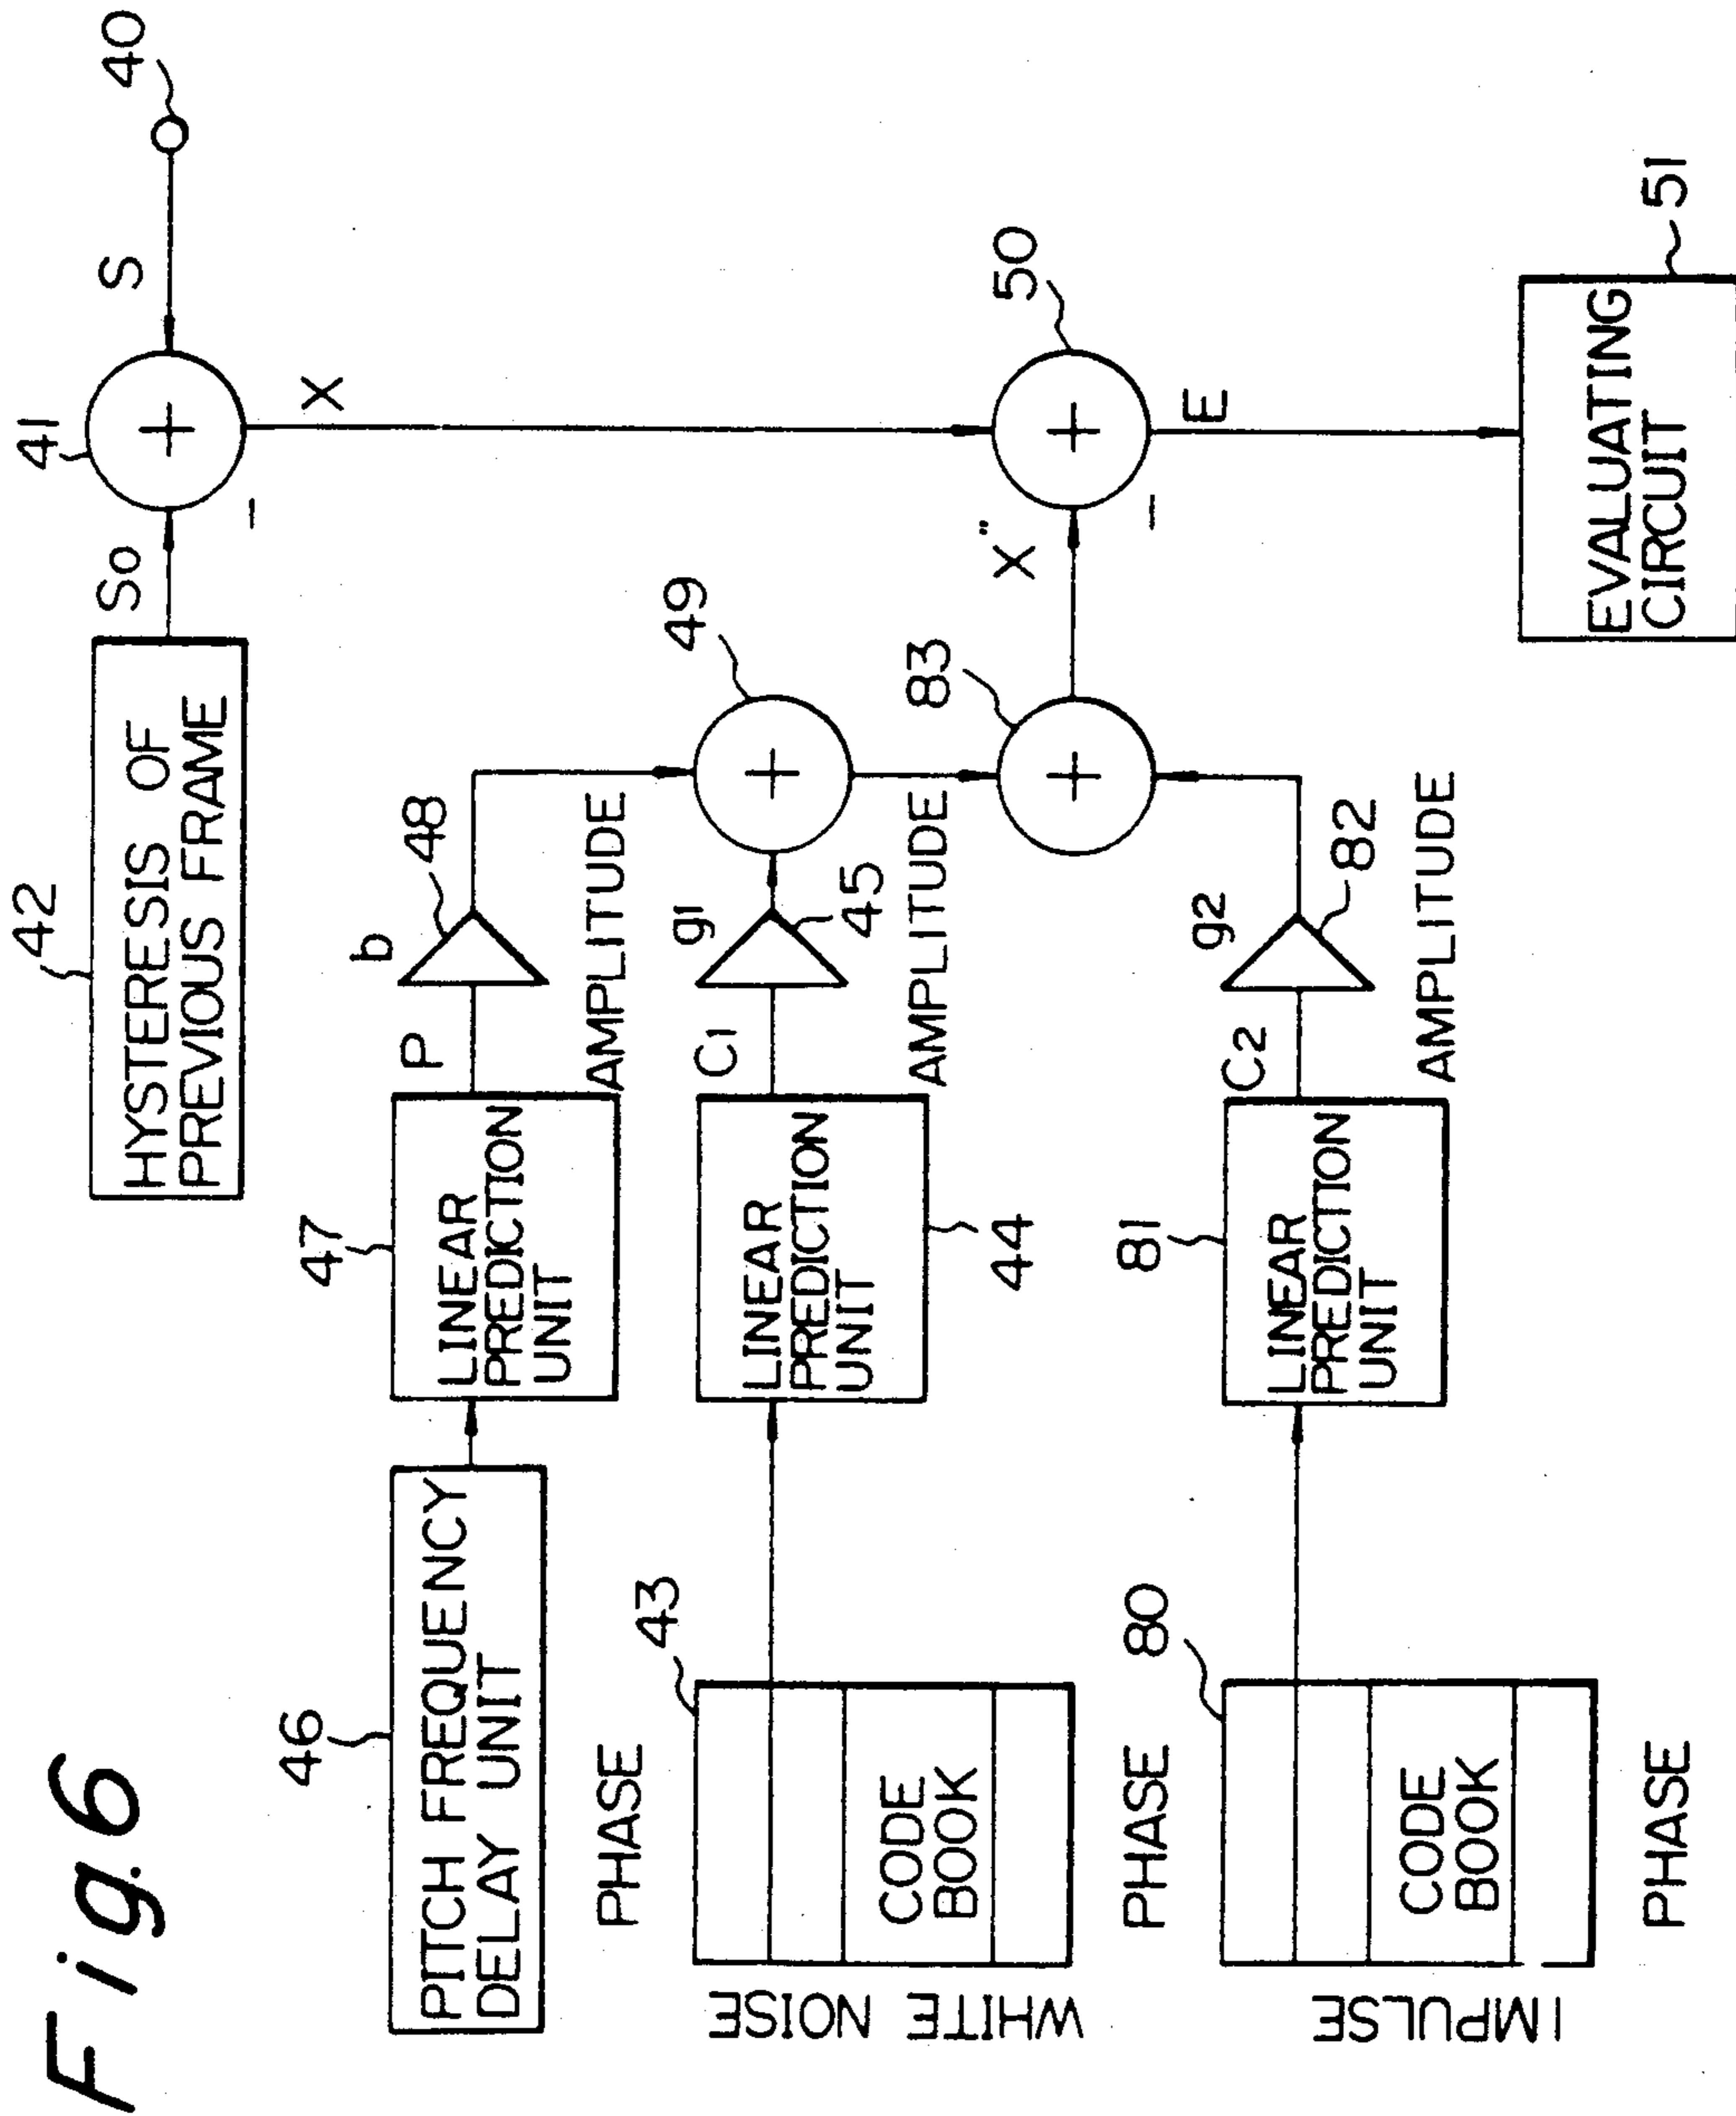 Fig.6
42
HYSTERESIS OF
PREVIOUS FRAME
So
41
+
-
S
40
X
46
PITCH FREQUENCY
DELAY UNIT
PHASE
47
LINEAR
PREDICTION
UNIT
P
b
48
AMPLITUDE
WHITE NOISE
43
CODE
BOOK
PHASE
LINEAR
PREDICTION
UNIT
44
C1
g1
45
AMPLITUDE
49
+
83
+
X"
50
+
-
E
IMPULSE
80
CODE
BOOK
PHASE
81
LINEAR
PREDICTION
UNIT
C2
g2
82
AMPLITUDE
EVALUATING
CIRCUIT
51